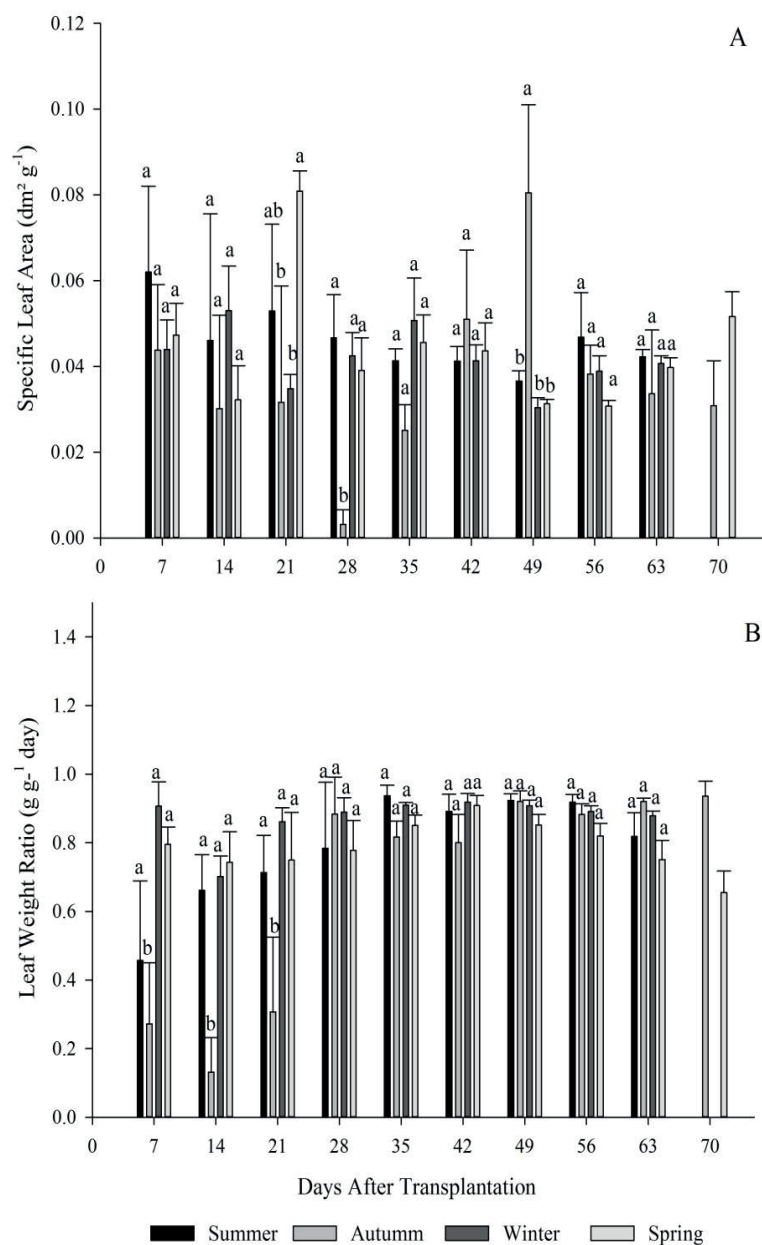 A
Specific Leaf Area (dm² g⁻¹)
0.12
0.10
0.08
0.06
0.04
0.02
0.00
a a a a
a a a a
ab b b a
a b a a
a a a a
a a a a
b a b b
a a a a
a a aa
0 7 14 21 28 35 42 49 56 63 70
B
Leaf Weight Ratio (g g-¹ day)
1.4
1.2
1.0
0.8
0.6
0.4
0.2
0.0
a b a a
a b a a
a b a a
a a a a
a a a a
a a aa
a a a a
a a a a
a a a a
0 7 14 21 28 35 42 49 56 63 70
Days After Transplantation
Summer Autumm Winter Spring